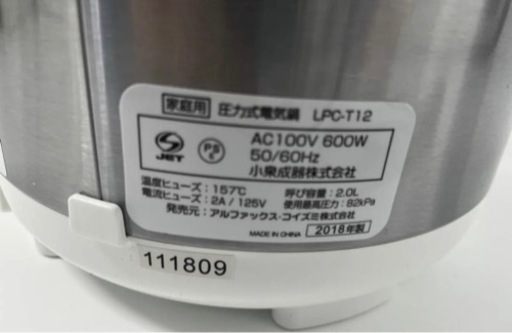 家庭用 圧力式電気鍋 LPC-T12
JET
PS
E
AC100V 600W
50/60Hz
小泉成器株式会社
温度ヒューズ：157℃ 呼び容量：2.0L
電流ヒューズ：2A / 125V 使用最高圧力：82kPa
発売元：アルファックス・コイズミ株式会社
MADE IN CHINA 2018年製
111809